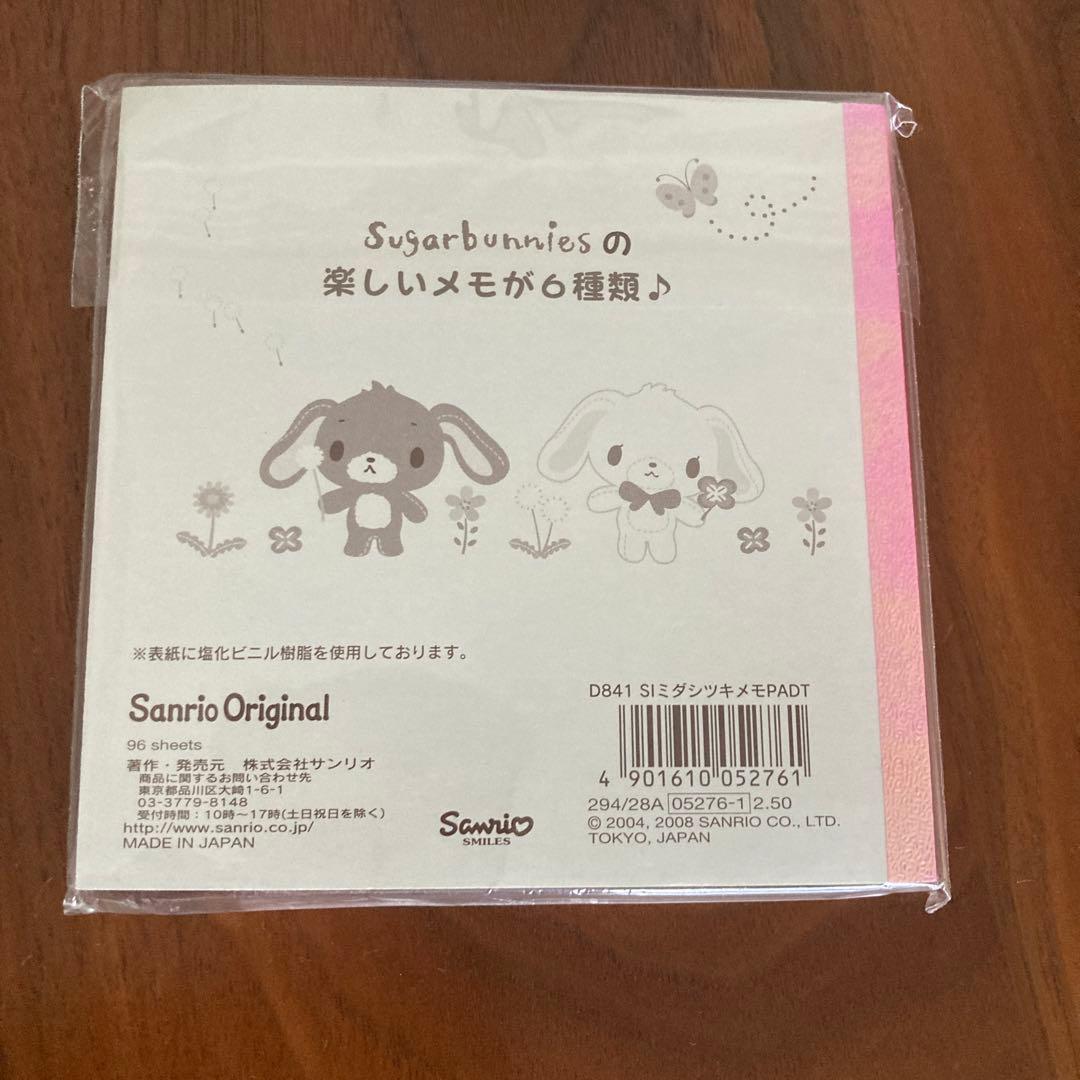 Sugarbunniesの
楽しいメモが6種類♪
※表紙に塩化ビニル樹脂を使用しております。
Sanrio Original
96 sheets
著作・発売元 株式会社サンリオ
商品に関するお問い合わせ先
東京都品川区大崎1-6-1
03-3779-8148
受付時間:10時〜17時(土日祝日を除く)
http://www.sanrio.co.jp/
MADE IN JAPAN
Sanrio
SMILES
D841 SIミダシツキメモPADT
4 901610 052761
294/28A 05276-1 2.50
© 2004, 2008 SANRIO CO., LTD.
TOKYO, JAPAN